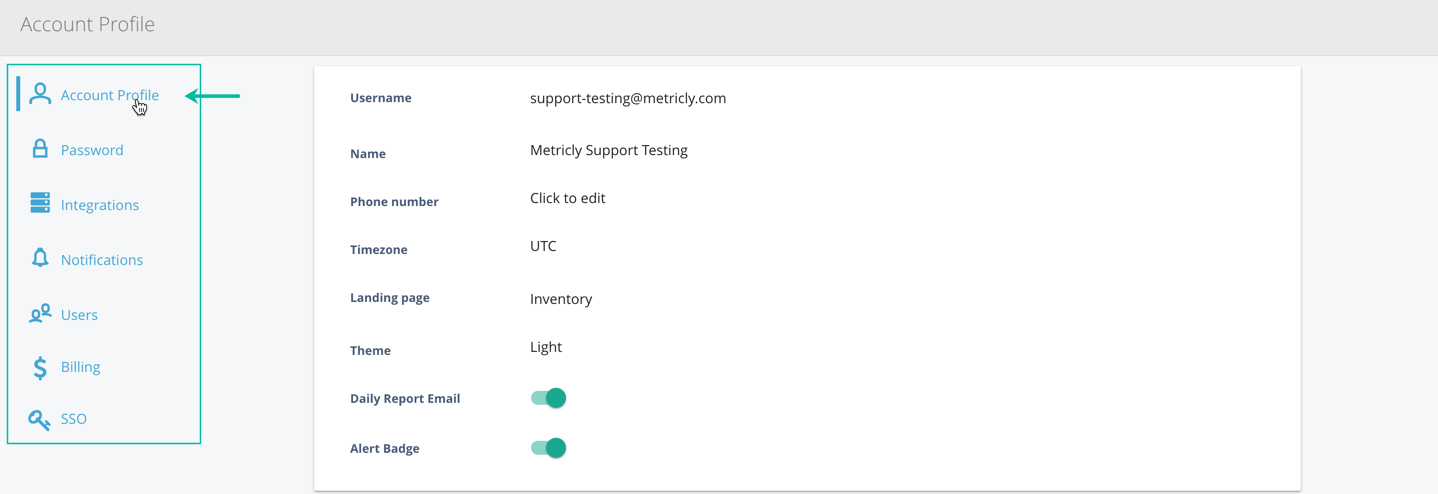 Account Profile
Account Profile
Password
Integrations
Notifications
Users
Billing
SSO
Username support-testing@metricly.com
Name Metricly Support Testing
Phone number Click to edit
Timezone UTC
Landing page Inventory
Theme Light
Daily Report Email
Alert Badge